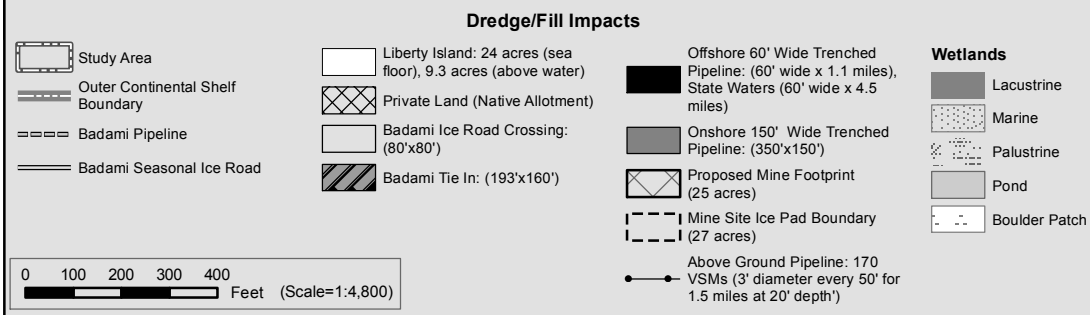 Dredge/Fill Impacts
Study Area
Outer Continental Shelf
Boundary
Badami Pipeline
Badami Seasonal Ice Road
0 100 200 300 400
Feet (Scale=1:4,800)
Liberty Island: 24 acres (sea
floor), 9.3 acres (above water)
Private Land (Native Allotment)
Badami Ice Road Crossing:
(80'x80')
Badami Tie In: (193'x160')
Offshore 60' Wide Trenched
Pipeline: (60' wide x 1.1 miles),
State Waters (60' wide x 4.5
miles)
Onshore 150' Wide Trenched
Pipeline: (350'x150')
Proposed Mine Footprint
(25 acres)
Mine Site Ice Pad Boundary
(27 acres)
Above Ground Pipeline: 170
VSMs (3' diameter every 50' for
1.5 miles at 20' depth')
Wetlands
Lacustrine
Marine
Palustrine
Pond
Boulder Patch